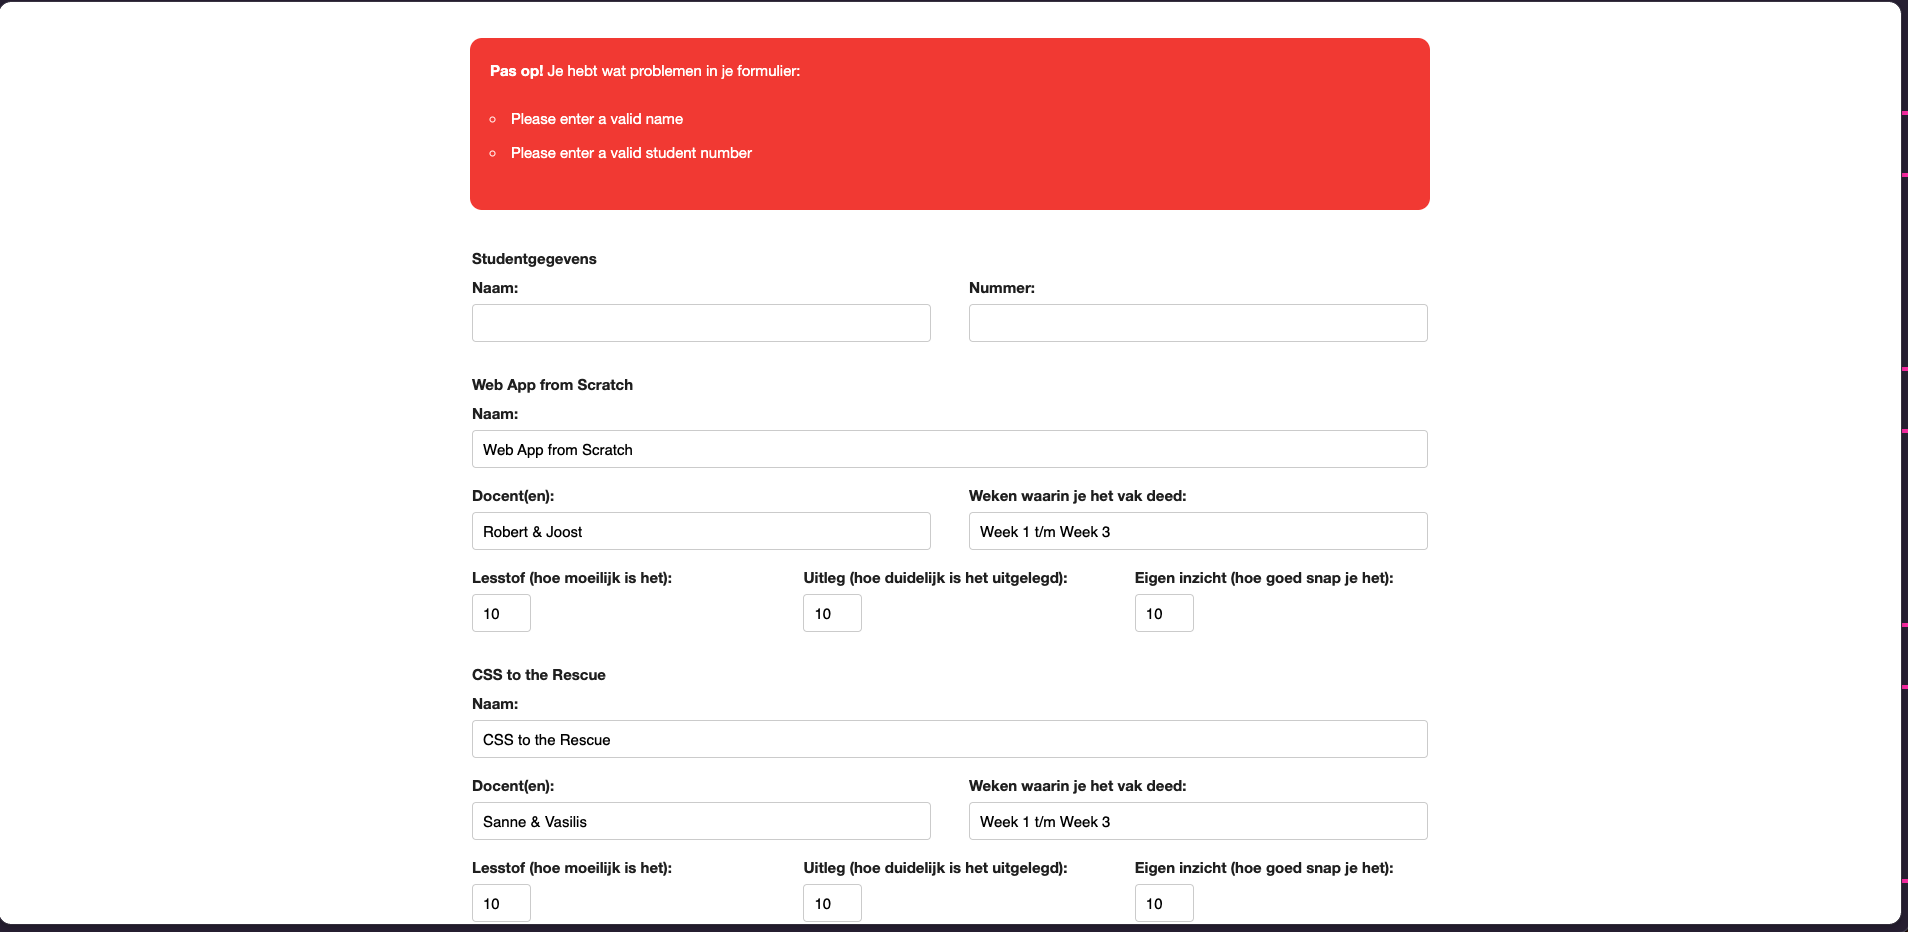 Pas op! Je hebt wat problemen in je formulier:
Please enter a valid name
Please enter a valid student number
Studentgegevens
Naam: Nummer:
Web App from Scratch
Naam:
Web App from Scratch
Docent(en): Weken waarin je het vak deed:
Robert & Joost Week 1 t/m Week 3
Lesstof (hoe moeilijk is het): Uitleg (hoe duidelijk is het uitgelegd): Eigen inzicht (hoe goed snap je het):
10 10 10
CSS to the Rescue
Naam:
CSS to the Rescue
Docent(en): Weken waarin je het vak deed:
Sanne & Vasilis Week 1 t/m Week 3
Lesstof (hoe moeilijk is het): Uitleg (hoe duidelijk is het uitgelegd): Eigen inzicht (hoe goed snap je het):
10 10 10